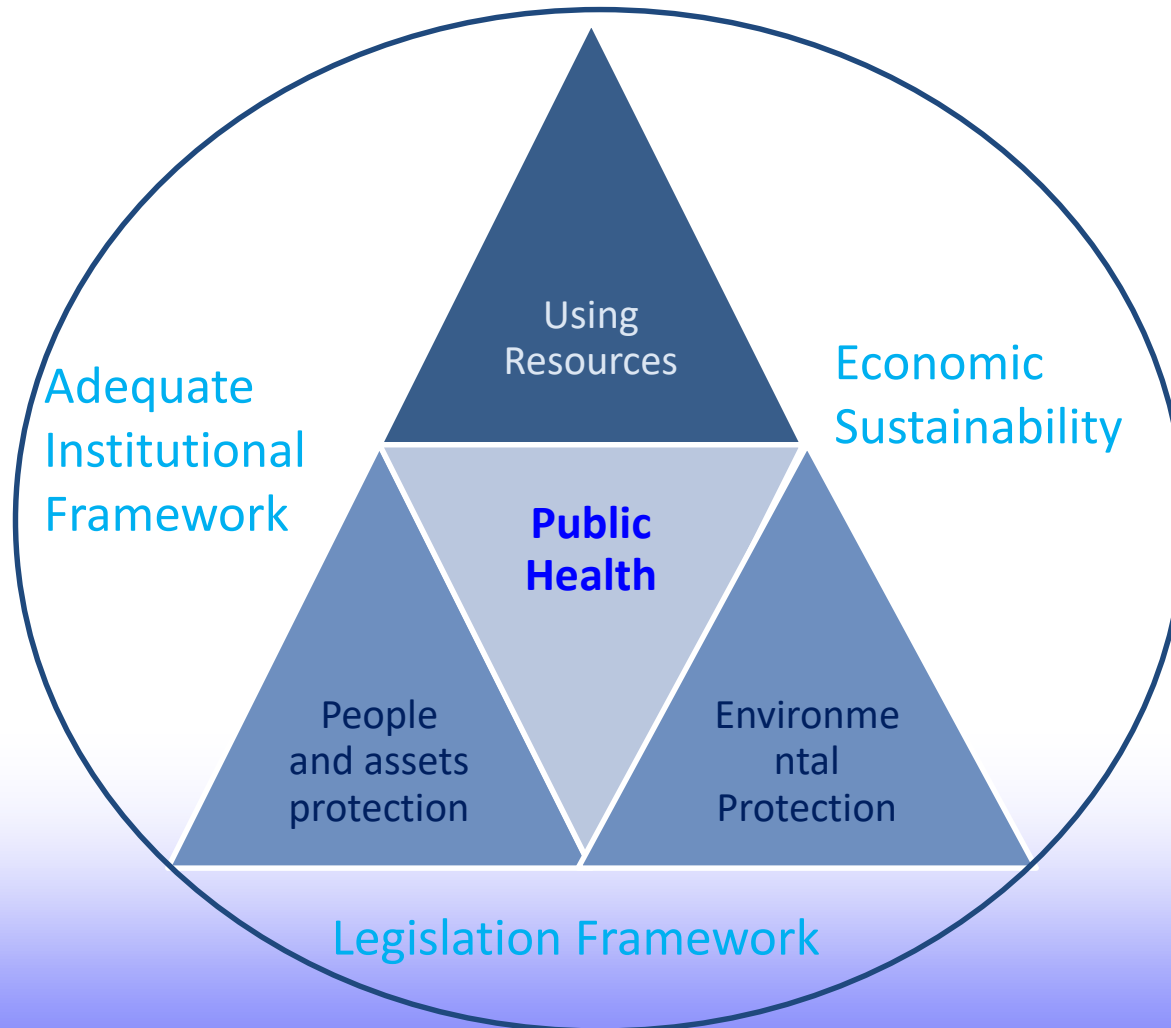 Using
Resources
Adequate
Institutional
Framework
Economic
Sustainability
Public
Health
People
and assets
protection
Environme
ntal
Protection
Legislation Framework